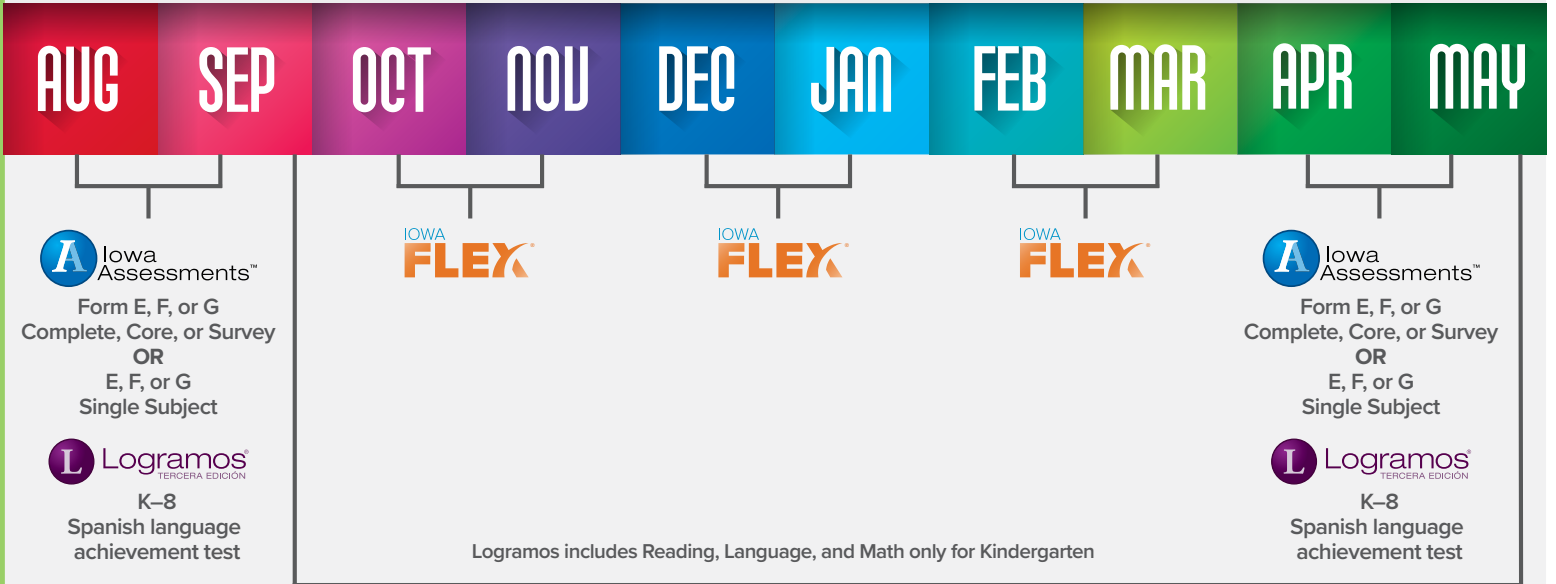 AUG SEP OCT NOV DEC JAN FEB MAR APR MAY
Iowa
Assessments™
Form E, F, or G
Complete, Core, or Survey
OR
E, F, or G
Single Subject
Logramos®
TERCERA EDICIÓN
K–8
Spanish language
achievement test
IOWA
FLEX®
IOWA
FLEX®
IOWA
FLEX®
Logramos includes Reading, Language, and Math only for Kindergarten
Iowa
Assessments™
Form E, F, or G
Complete, Core, or Survey
OR
E, F, or G
Single Subject
Logramos®
TERCERA EDICIÓN
K–8
Spanish language
achievement test